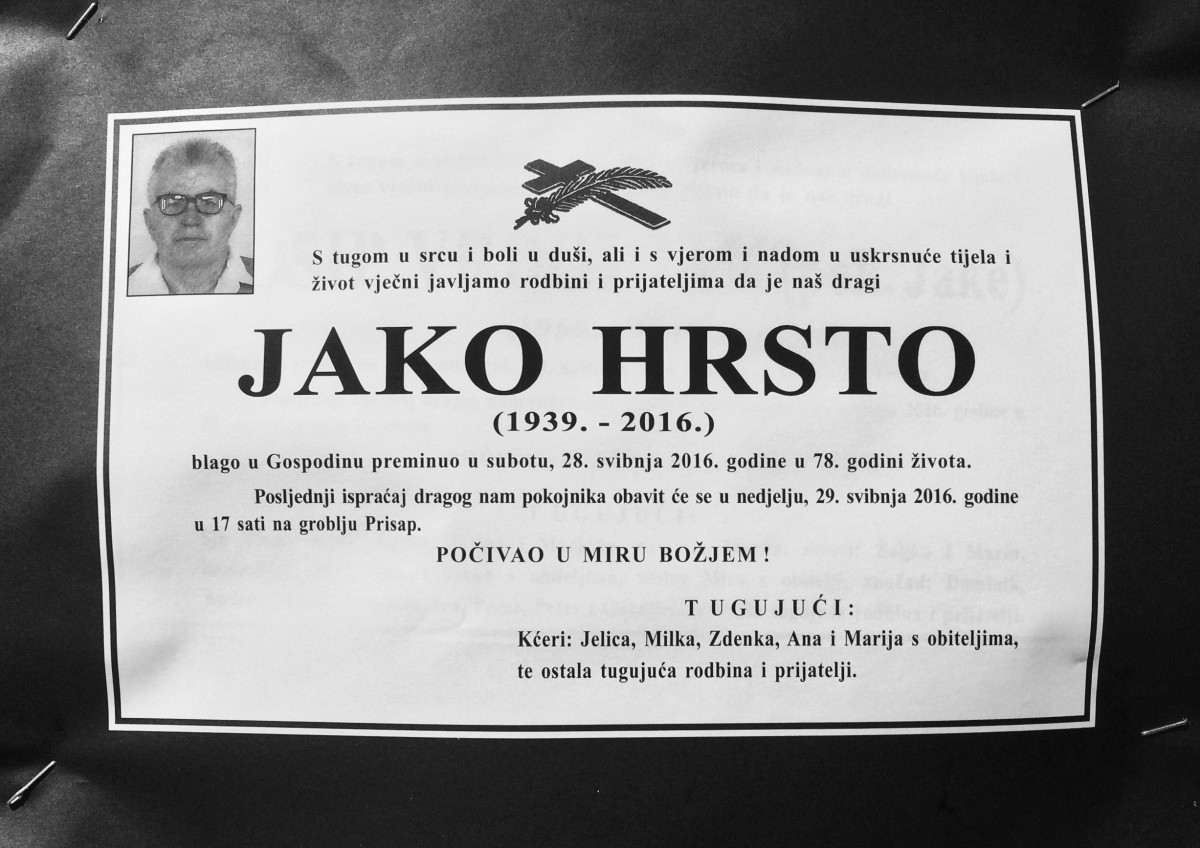 S tugom u srcu i boli u duši, ali i s vjerom i nadom u uskrsnuće tijela i
život vječni javljamo rodbini i prijateljima da je naš dragi
JAKO HRSTO
(1939. - 2016.)
blago u Gospodinu preminuo u subotu, 28. svibnja 2016. godine u 78. godini života.
Posljednji ispraćaj dragog nam pokojnika obavit će se u nedjelju, 29. svibnja 2016. godine
u 17 sati na groblju Prisap.
POČIVAO U MIRU BOŽJEM!
TUGUJUĆI:
Kćeri: Jelica, Milka, Zdenka, Ana i Marija s obiteljima,
te ostala tugujuća rodbina i prijatelji.